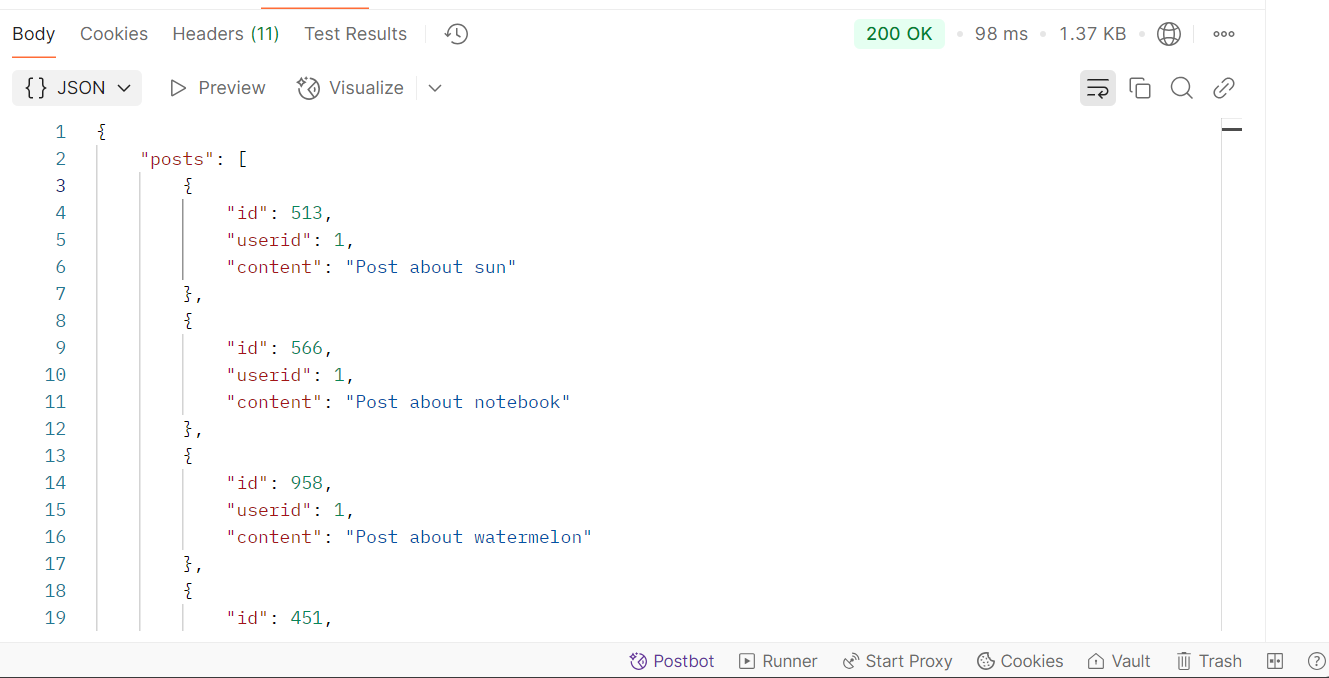 Body Cookies Headers (11) Test Results 200 OK 98 ms 1.37 KB
{} JSON Preview Visualize
1 {
2 "posts": [
3 {
4 "id": 513,
5 "userid": 1,
6 "content": "Post about sun"
7 },
8 {
9 "id": 566,
10 "userid": 1,
11 "content": "Post about notebook"
12 },
13 {
14 "id": 958,
15 "userid": 1,
16 "content": "Post about watermelon"
17 },
18 {
19 "id": 451,
Postbot Runner Start Proxy Cookies Vault Trash